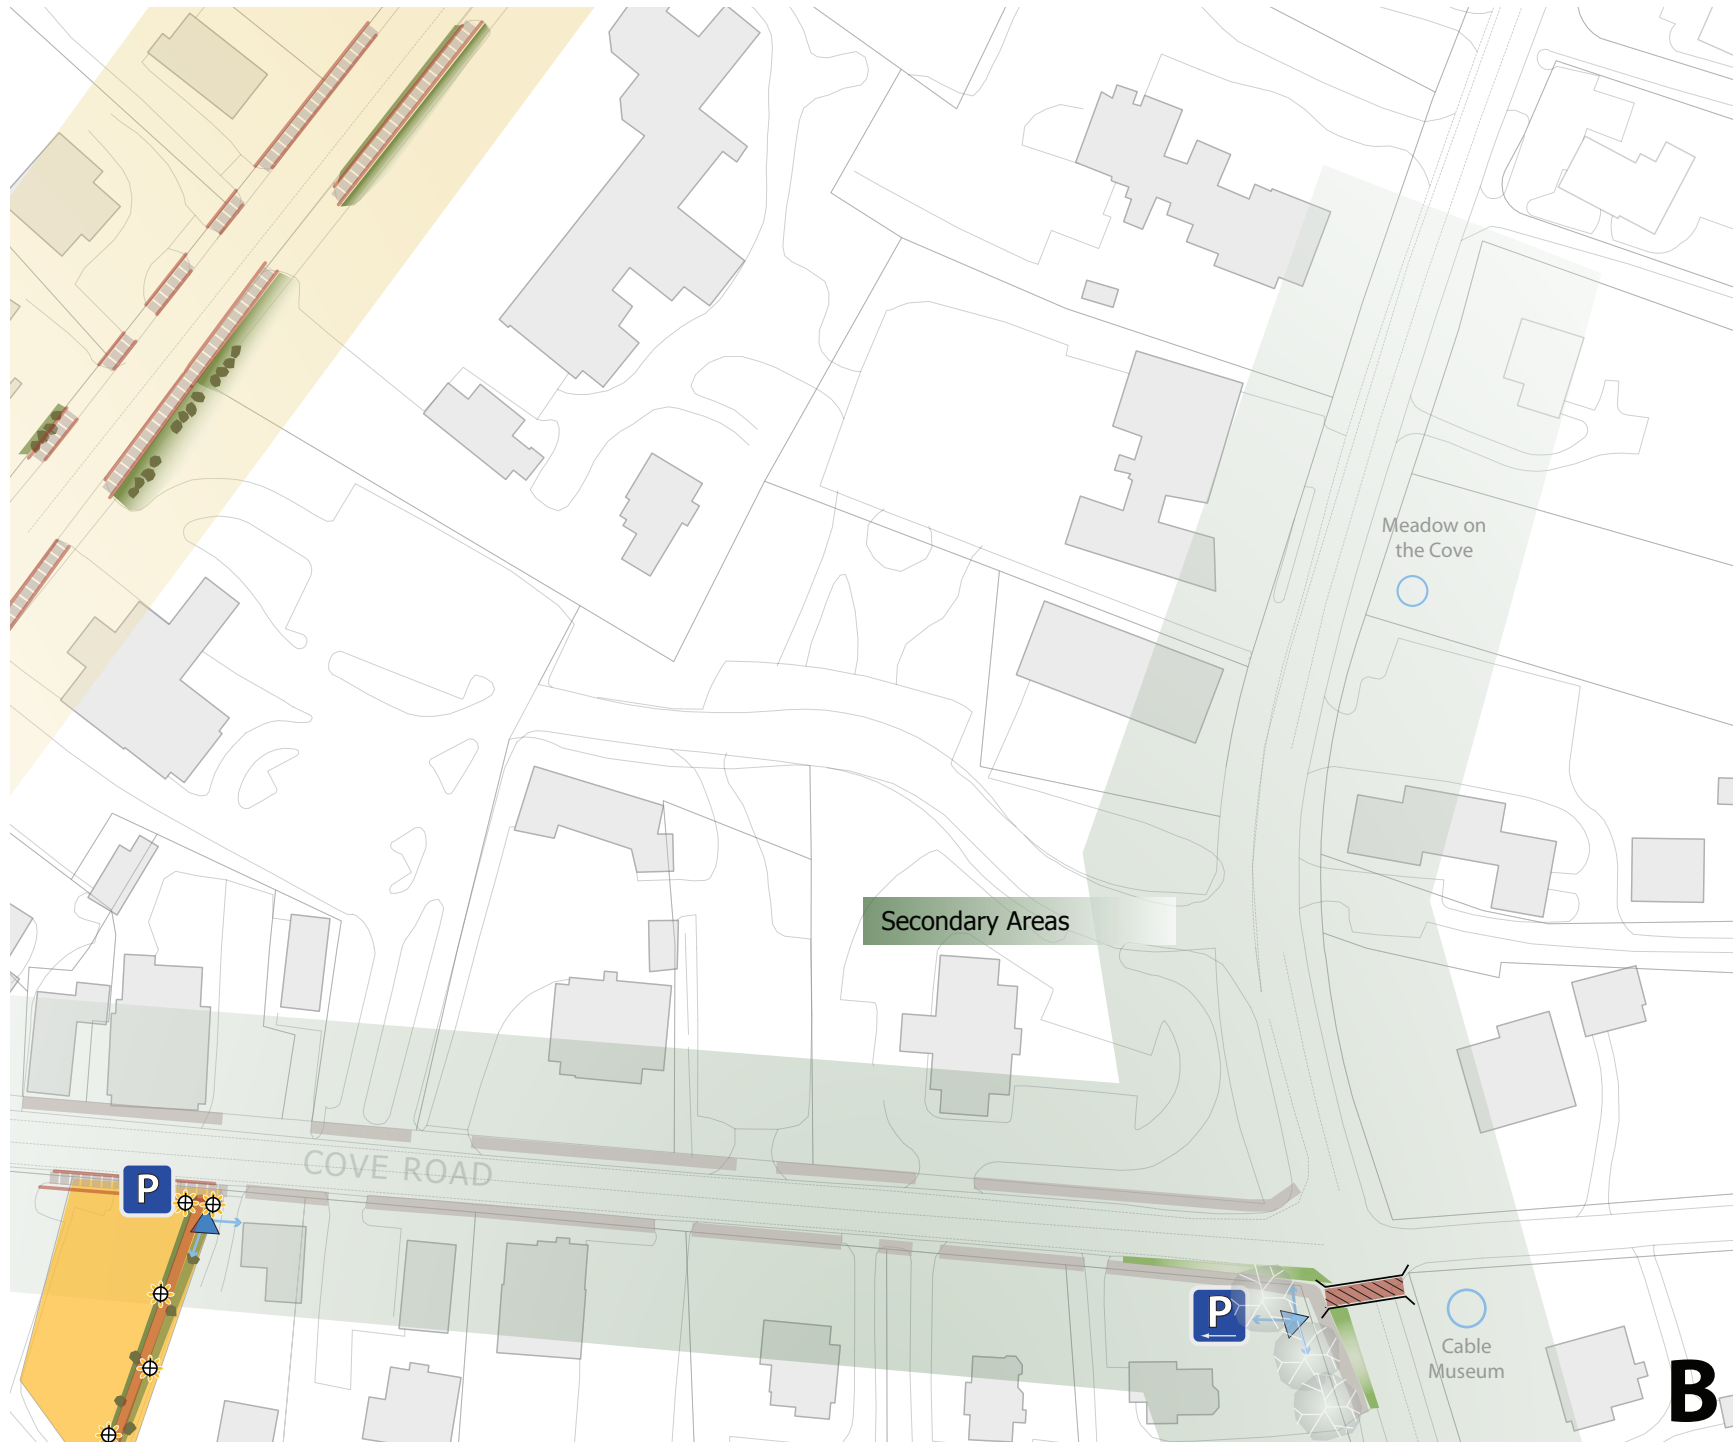 Meadow on
the Cove
Secondary Areas
COVE ROAD
P
P
Cable
Museum
B